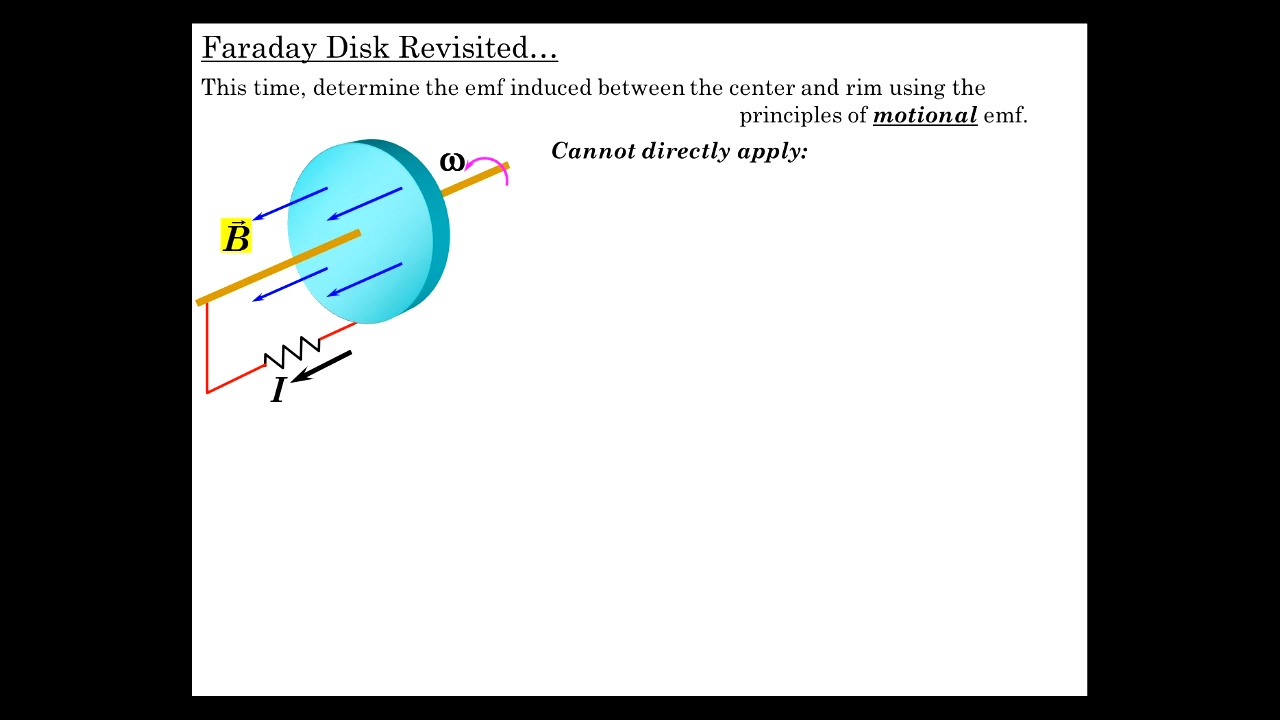 Faraday Disk Revisited…
This time, determine the emf induced between the center and rim using the
principles of motional emf.
Cannot directly apply:
ω
B⃗
I